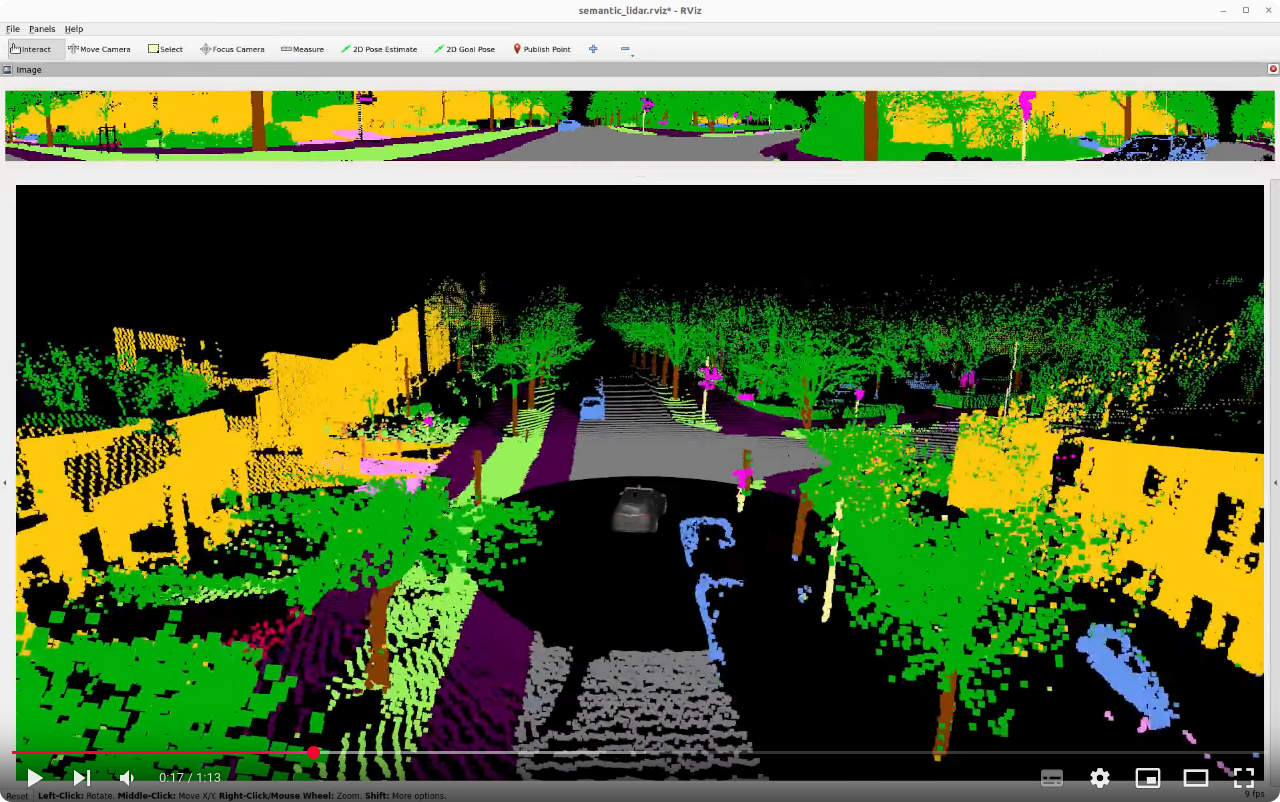 semantic_lidar.rviz* - RViz
File Panels Help
Interact Move Camera Select Focus Camera Measure 2D Pose Estimate 2D Goal Pose Publish Point
Image
0:17 / 1:13
Reset Left-Click: Rotate. Middle-Click: Move X/Y. Right-Click/Mouse Wheel: Zoom. Shift: More options. 9 fps